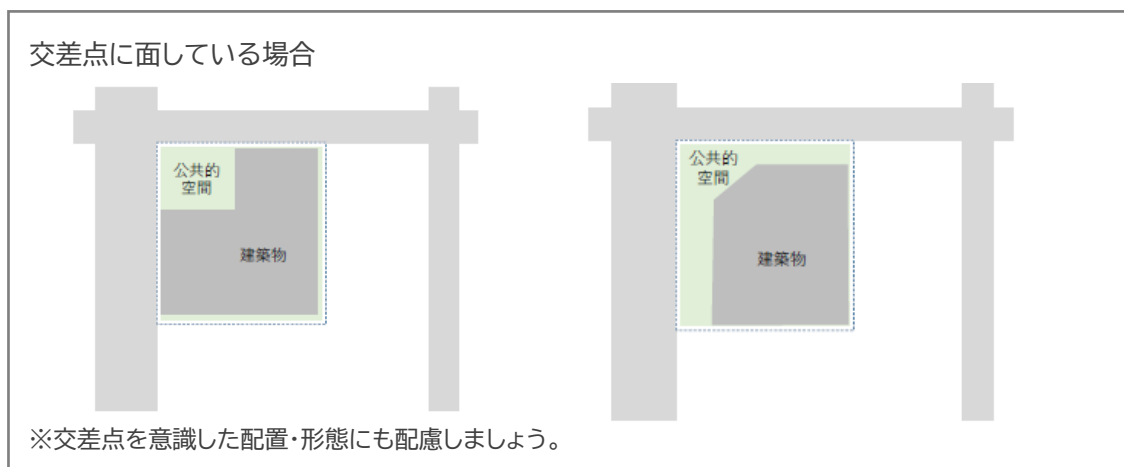 交差点に面している場合
公共的
空間
建築物
公共的
空間
建築物
※交差点を意識した配置・形態にも配慮しましょう。